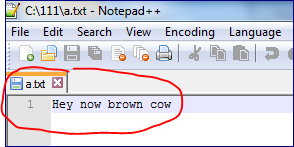 C:\111\a.txt - Notepad++
File Edit Search View Encoding Language
a.txt
1 Hey now brown cow